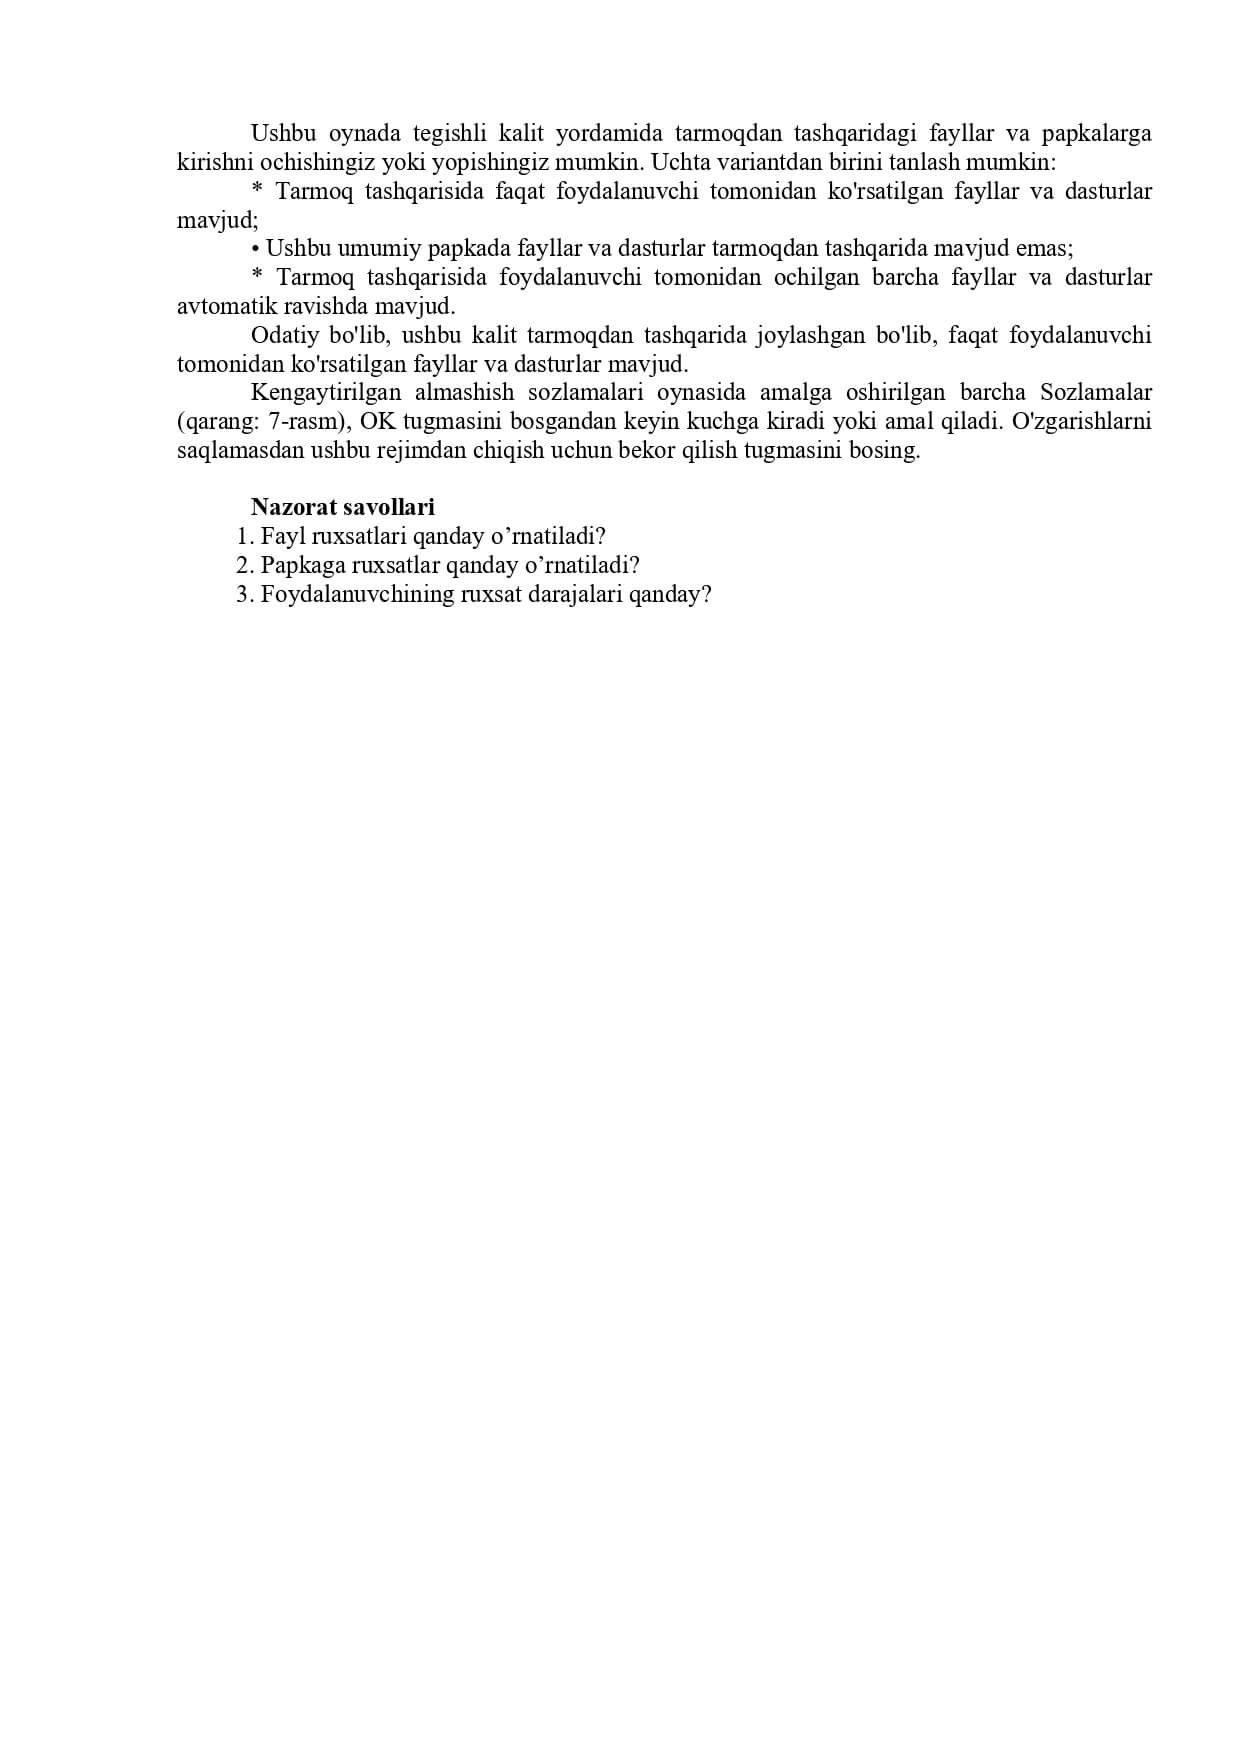 Ushbu oynada tegishli kalit yordamida tarmoqdan tashqaridagi fayllar va papkalarga
kirishni ochishingiz yoki yopishingiz mumkin. Uchta variantdan birini tanlash mumkin:
* Tarmoq tashqarisida faqat foydalanuvchi tomonidan ko'rsatilgan fayllar va dasturlar
mavjud;
• Ushbu umumiy papkada fayllar va dasturlar tarmoqdan tashqarida mavjud emas;
* Tarmoq tashqarisida foydalanuvchi tomonidan ochilgan barcha fayllar va dasturlar
avtomatik ravishda mavjud.
Odatiy bo'lib, ushbu kalit tarmoqdan tashqarida joylashgan bo'lib, faqat foydalanuvchi
tomonidan ko'rsatilgan fayllar va dasturlar mavjud.
Kengaytirilgan almashish sozlamalari oynasida amalga oshirilgan barcha Sozlamalar
(qarang: 7-rasm), OK tugmasini bosgandan keyin kuchga kiradi yoki amal qiladi. O'zgarishlarni
saqlamasdan ushbu rejimdan chiqish uchun bekor qilish tugmasini bosing.
Nazorat savollari
1. Fayl ruxsatlari qanday o’rnatiladi?
2. Papkaga ruxsatlar qanday o’rnatiladi?
3. Foydalanuvchining ruxsat darajalari qanday?